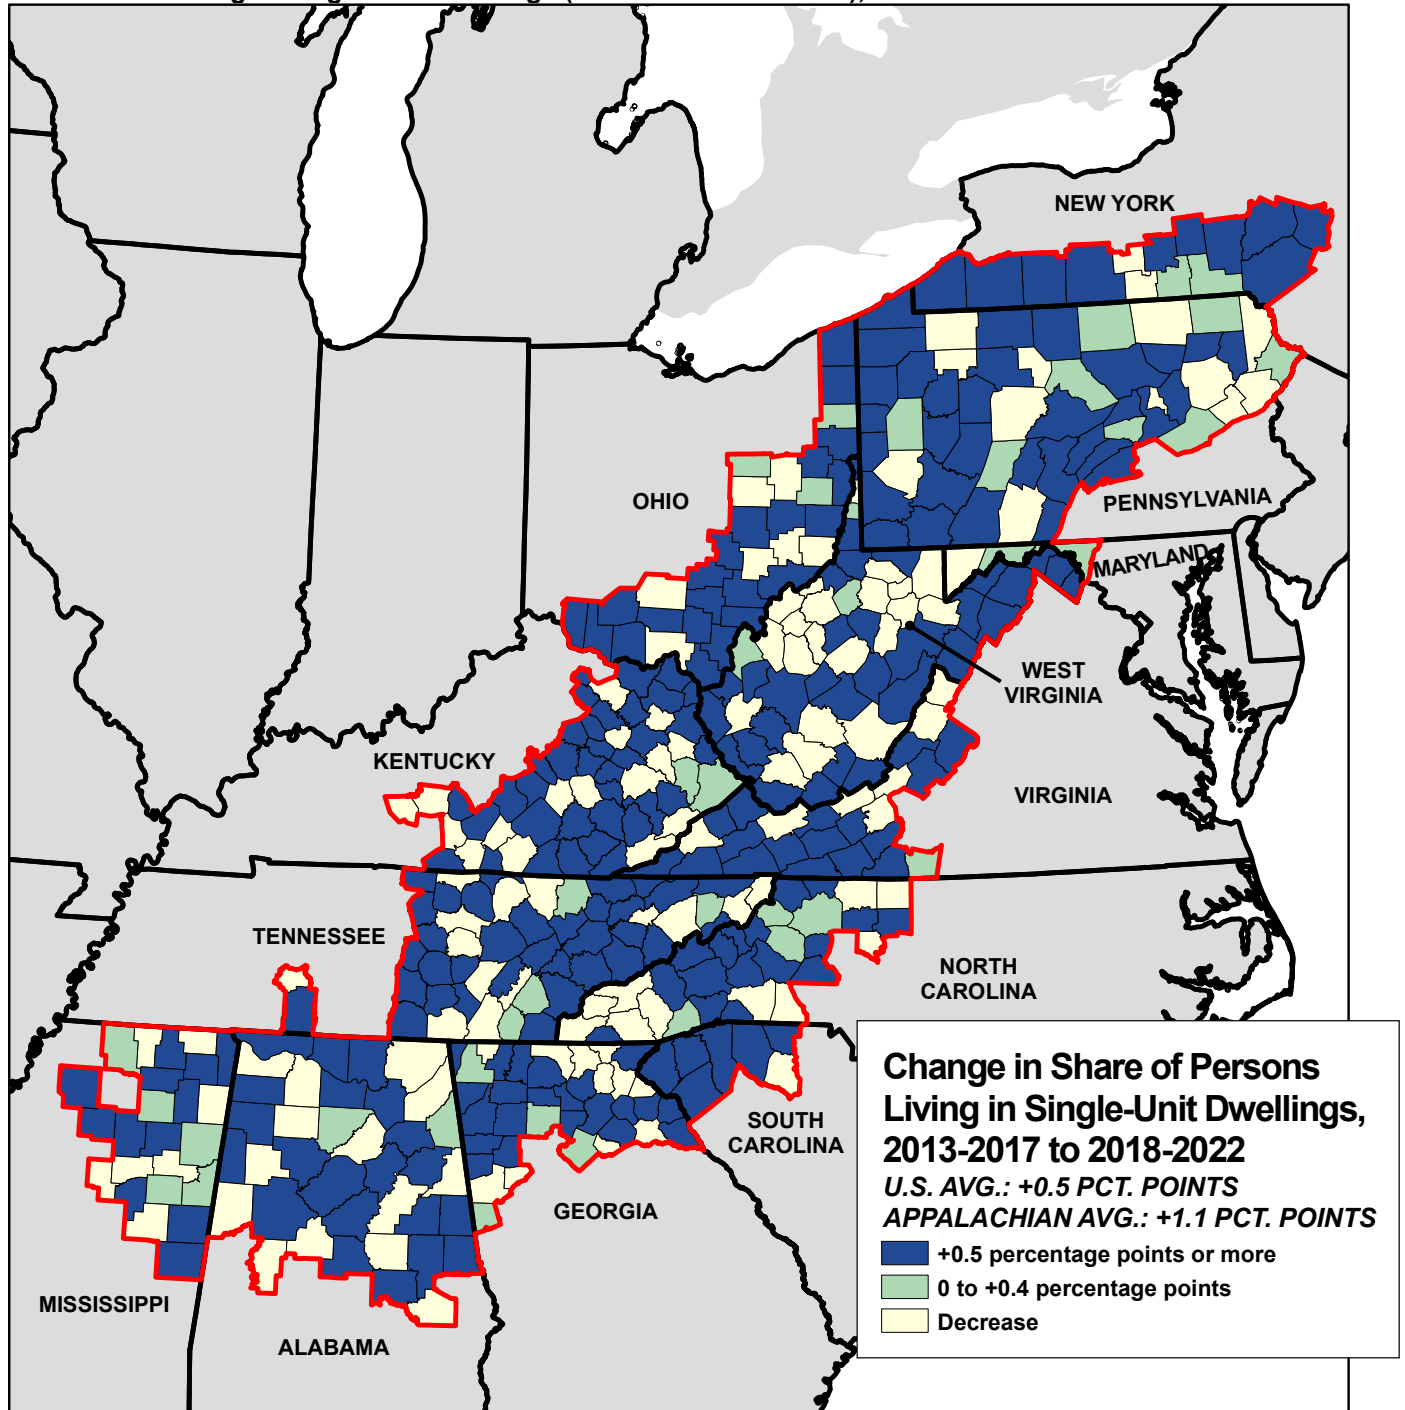 NEW YORK
OHIO
PENNSYLVANIA
MARYLAND
WEST
VIRGINIA
KENTUCKY
VIRGINIA
TENNESSEE
NORTH
CAROLINA
SOUTH
CAROLINA
GEORGIA
MISSISSIPPI
ALABAMA
Change in Share of Persons
Living in Single-Unit Dwellings,
2013-2017 to 2018-2022
U.S. AVG.: +0.5 PCT. POINTS
APPALACHIAN AVG.: +1.1 PCT. POINTS
+0.5 percentage points or more
0 to +0.4 percentage points
Decrease